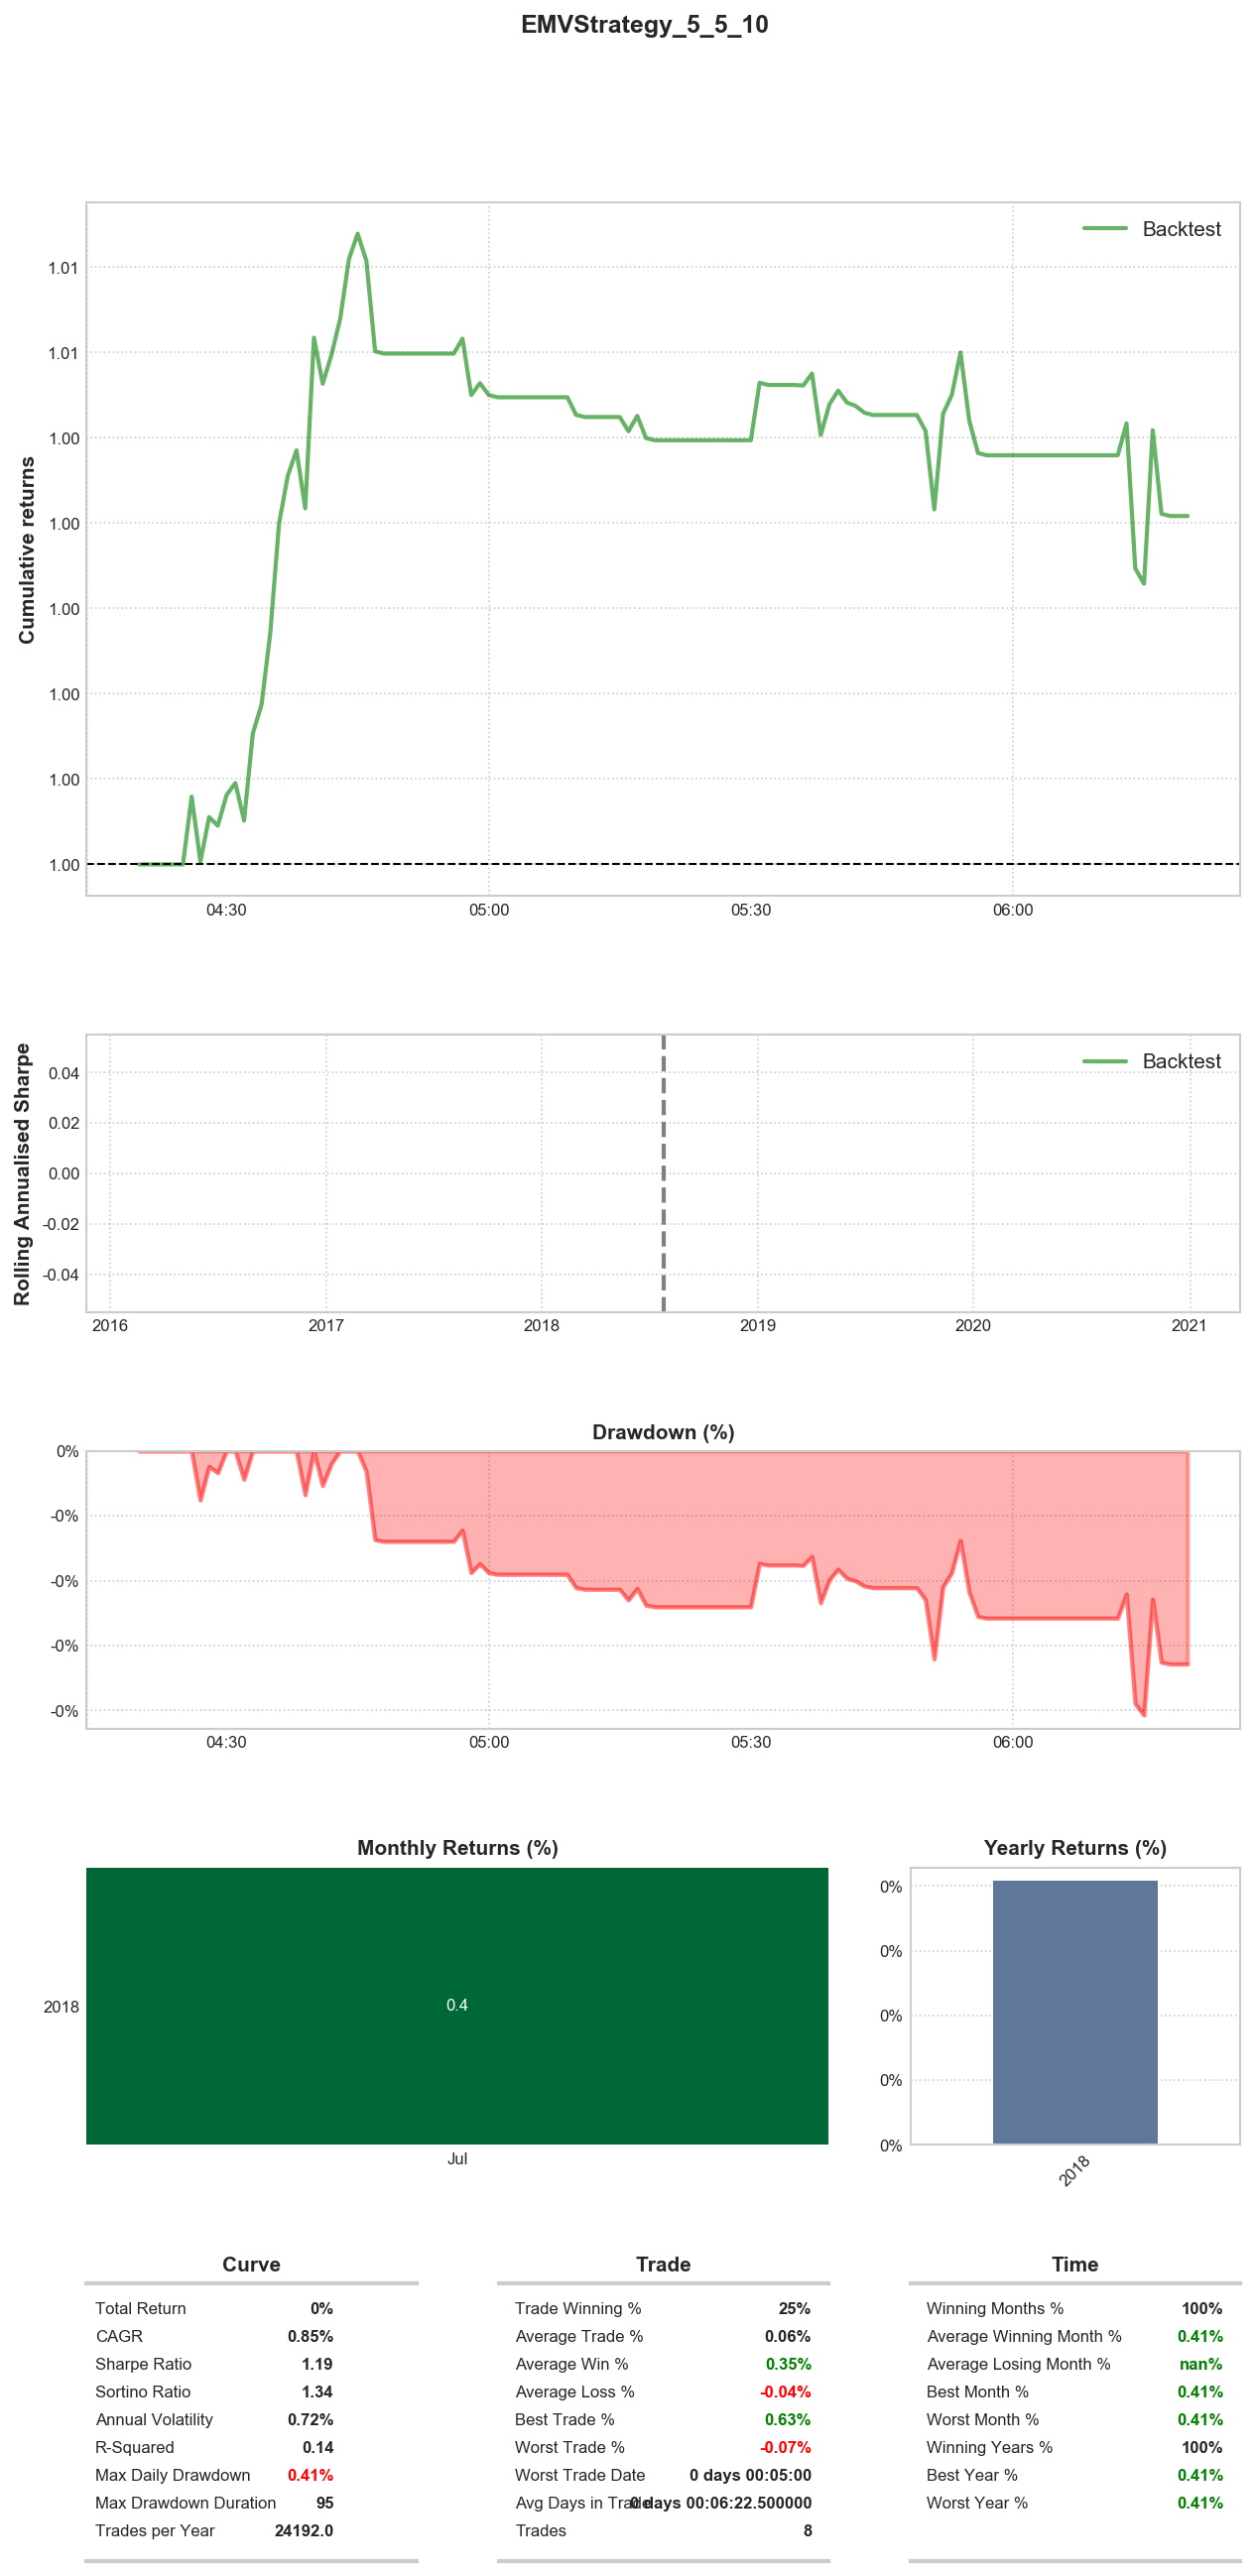 EMVStrategy_5_5_10
Cumulative returns
1.01
1.01
1.00
1.00
1.00
1.00
1.00
1.00
Backtest
04:30 05:00 05:30 06:00
Rolling Annualised Sharpe
0.04
0.02
0.00
-0.02
-0.04
Backtest
2016 2017 2018 2019 2020 2021
Drawdown (%)
0%
-0%
-0%
-0%
-0%
04:30 05:00 05:30 06:00
Monthly Returns (%)
2018
0.4
Jul
Yearly Returns (%)
0%
0%
0%
0%
0%
2018
Curve
Total Return 0%
CAGR 0.85%
Sharpe Ratio 1.19
Sortino Ratio 1.34
Annual Volatility 0.72%
R-Squared 0.14
Max Daily Drawdown 0.41%
Max Drawdown Duration 95
Trades per Year 24192.0
Trade
Trade Winning % 25%
Average Trade % 0.06%
Average Win % 0.35%
Average Loss % -0.04%
Best Trade % 0.63%
Worst Trade % -0.07%
Worst Trade Date 0 days 00:05:00
Avg Days in Trade 0 days 00:06:22.500000
Trades 8
Time
Winning Months % 100%
Average Winning Month % 0.41%
Average Losing Month % nan%
Best Month % 0.41%
Worst Month % 0.41%
Winning Years % 100%
Best Year % 0.41%
Worst Year % 0.41%